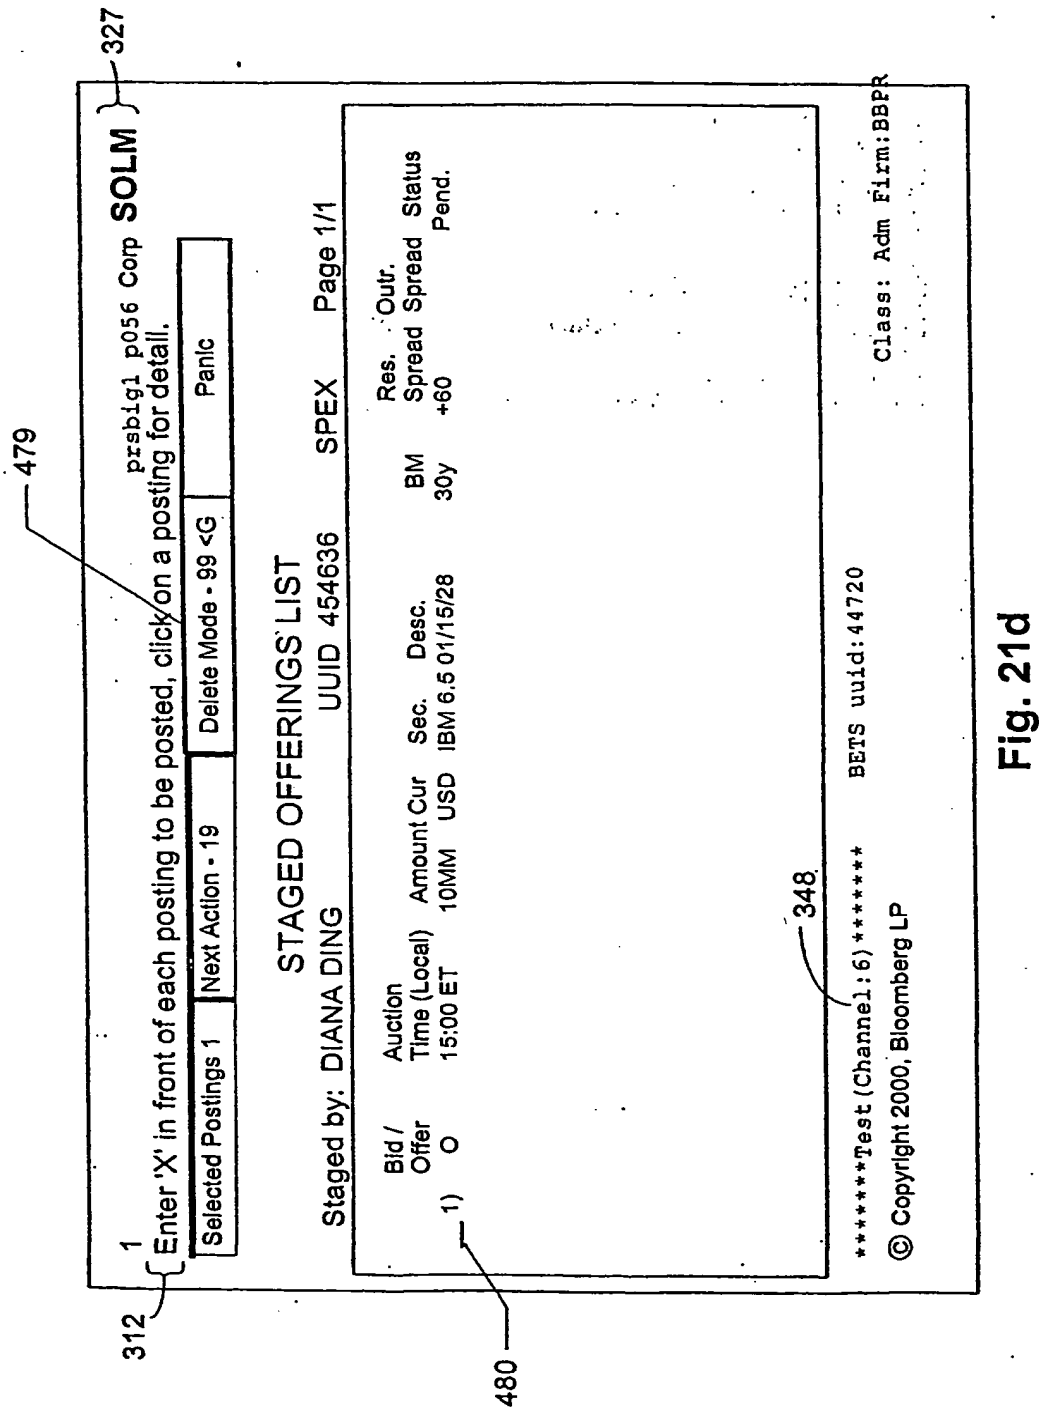 327
1 prsbig1 p056 Corp SOLM
312
Enter 'X' in front of each posting to be posted, click on a posting for detail.
479
Selected Postings 1 Next Action - 19 Delete Mode - 99 <G Panic
STAGED OFFERINGS LIST
Staged by: DIANA DING UUID 454636 SPEX Page 1/1
Bid / Auction Res. Outr.
Offer Time (Local) Amount Cur Sec. Desc. BM Spread Spread Status
1) O 15:00 ET 10MM USD IBM 6.5 01/15/28 30y +60 Pend.
480
348
********Test (Channel:6)******* BETS uuid:44720 Class: Adm Firm:BBPR
© Copyright 2000, Bloomberg LP
Fig. 21d